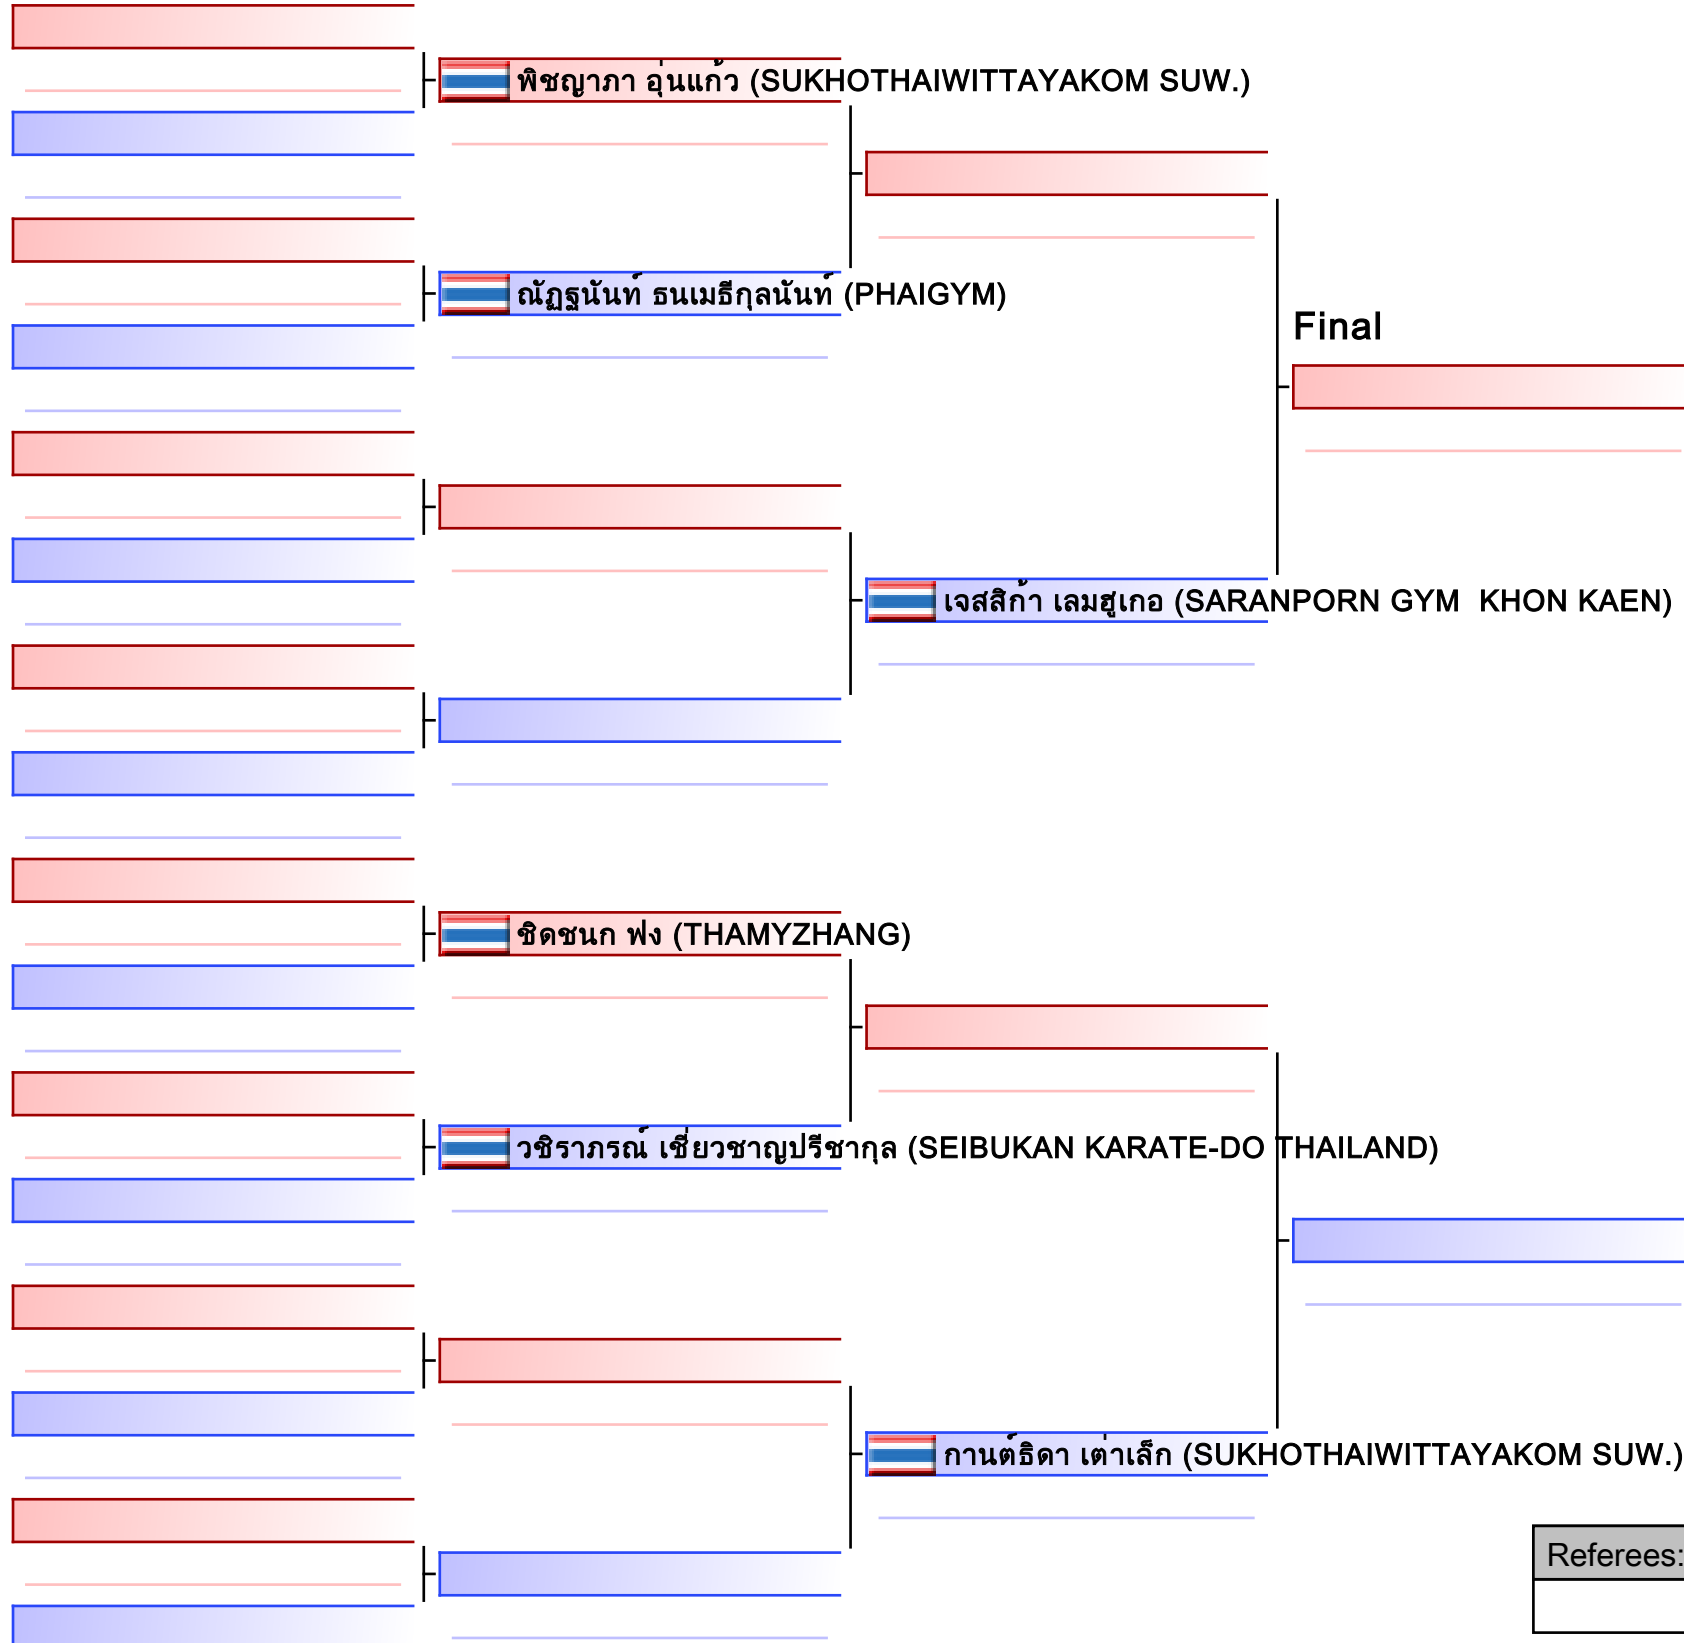 พิชญาภา อุ่นแก้ว (SUKHOTHAIWITTAYAKOM SUW.)
ณัฏฐนันท์ ธนเมธีกุลนันท์ (PHAIGYM)
Final
เจสสิก้า เลมฮูเกอ (SARANPORN GYM  KHON KAEN)
ชิดชนก ฟง (THAMYZHANG)
วชิราภรณ์ เชี่ยวชาญปรีชากุล (SEIBUKAN KARATE-DO THAILAND)
กานต์ธิดา เต่าเล็ก (SUKHOTHAIWITTAYAKOM SUW.)
Referees: